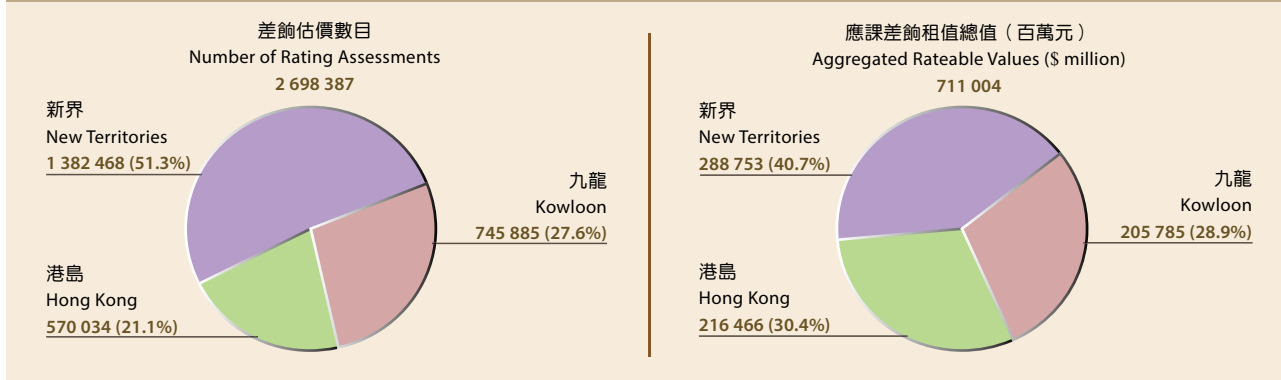 差餉估價數目
Number of Rating Assessments
2 698 387
新界
New Territories
1 382 468 (51.3%)
九龍
Kowloon
745 885 (27.6%)
港島
Hong Kong
570 034 (21.1%)
應課差餉租值總值（百萬元）
Aggregated Rateable Values ($ million)
711 004
新界
New Territories
288 753 (40.7%)
九龍
Kowloon
205 785 (28.9%)
港島
Hong Kong
216 466 (30.4%)